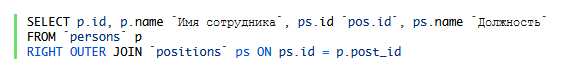 SELECT p.id, p.name `Имя сотрудника`, ps.id `pos.id`, ps.name `Должность`
FROM `persons` p
RIGHT OUTER JOIN `positions` ps ON ps.id = p.post_id